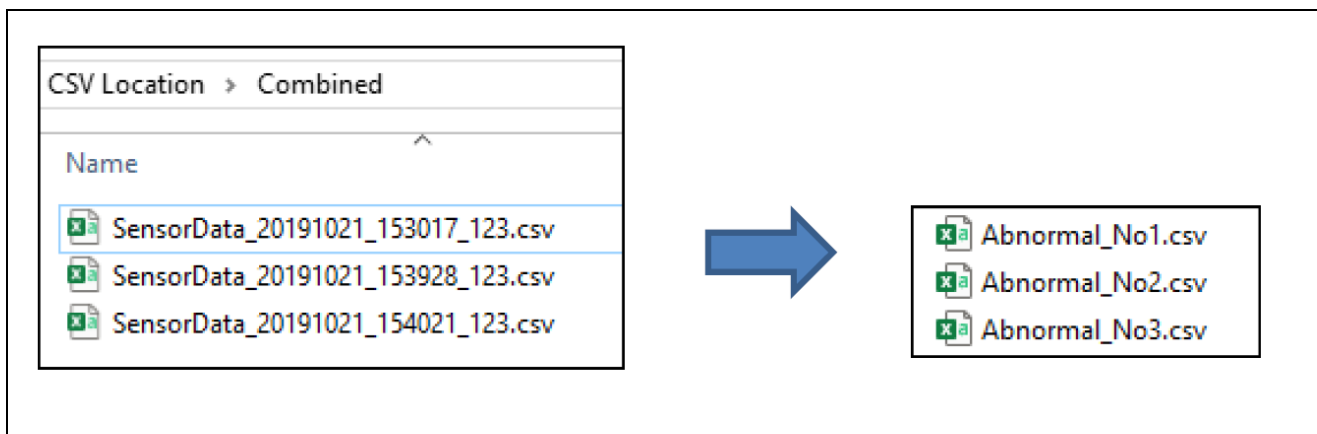 CSV Location > Combined
Name
SensorData_20191021_153017_123.csv
SensorData_20191021_153928_123.csv
SensorData_20191021_154021_123.csv
Abnormal_No1.csv
Abnormal_No2.csv
Abnormal_No3.csv